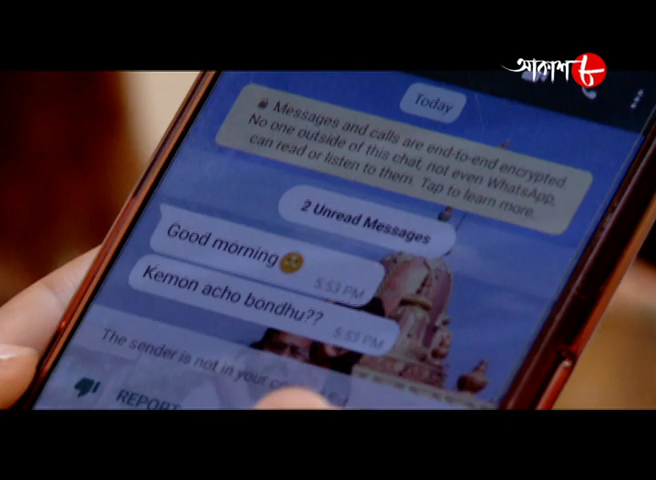 আকাশ ৮
Today
Messages and calls are end-to-end encrypted.
No one outside of this chat, not even WhatsApp,
can read or listen to them. Tap to learn more.
2 Unread Messages
Good morning
5:53 PM
Kemon acho bondhu??
5:53 PM
The sender is not in your
REPORT